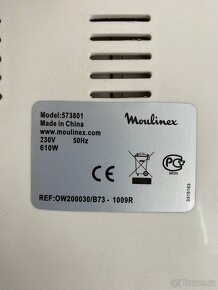 Model:573801
Made in China
www.moulinex.com
230V 50Hz
610W
Moulinex
CE
REF:OW200030/B73 - 1009R